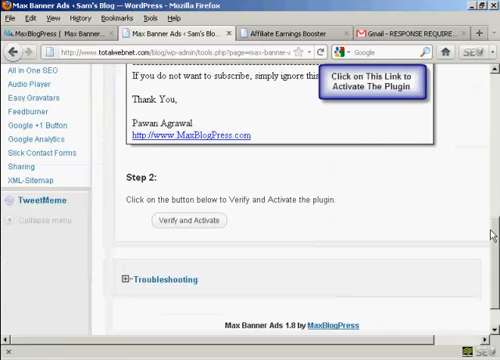 Max Banner Ads ‹ Sam's Blog — WordPress - Mozilla Firefox
File Edit View History Bookmarks Tools Help
MaxBlogPress | Max Banner ... Max Banner Ads ‹ Sam's Blo... Affiliate Earnings Booster Gmail - RESPONSE REQUIRE...
http://www.totalwebnet.com/blog/wp-admin/tools.php?page=max-banner- Google
All in One SEO
Audio Player
Easy Gravatars
Feedburner
Google +1 Button
Google Analytics
Slick Contact Forms
Sharing
XML-Sitemap
TweetMeme
Collapse menu
If you do not want to subscribe, simply ignore this
Click on This Link to
Activate The Plugin
Thank You,
Pawan Agrawal
http://www.MaxBlogPress.com
Step 2:
Click on the button below to Verify and Activate the plugin.
Verify and Activate
Troubleshooting
Max Banner Ads 1.8 by MaxBlogPress